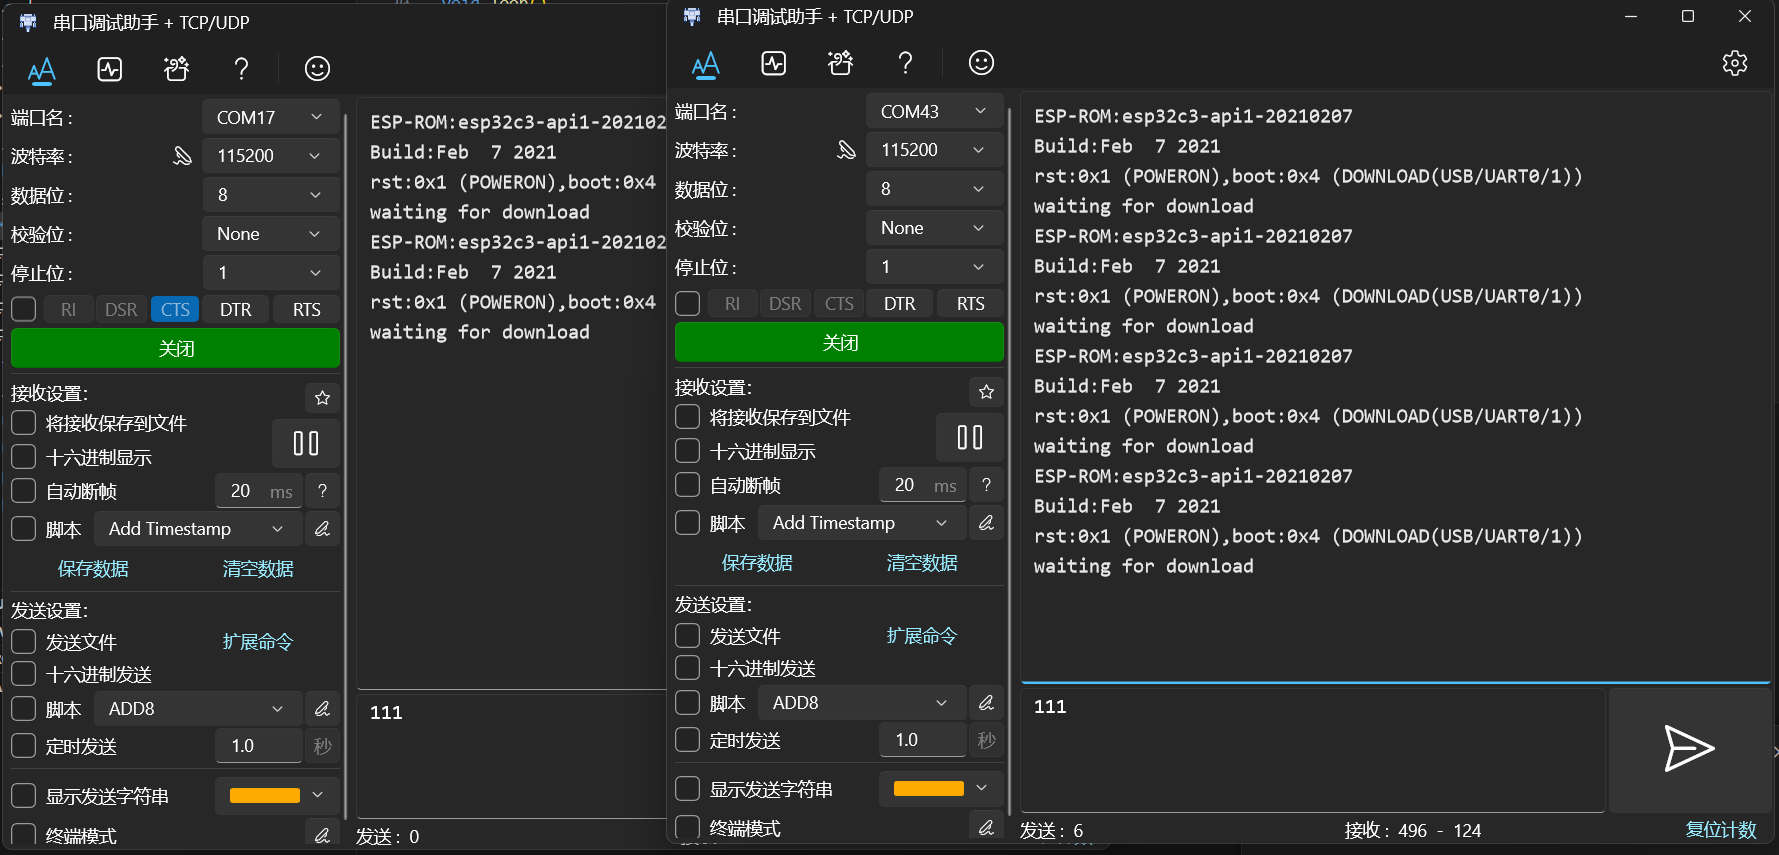 串口调试助手 + TCP/UDP
端口名：
COM17
波特率：
115200
数据位：
8
校验位：
None
停止位：
1
RI
DSR
CTS
DTR
RTS
关闭
接收设置：
将接收保存到文件
十六进制显示
自动断帧
20 ms
?
脚本
Add Timestamp
保存数据
清空数据
发送设置：
发送文件
扩展命令
十六进制发送
脚本
ADD8
定时发送
1.0
秒
显示发送字符串
终端模式
ESP-ROM:esp32c3-api1-202102
Build:Feb  7 2021
rst:0x1 (POWERON),boot:0x4
waiting for download
ESP-ROM:esp32c3-api1-202102
Build:Feb  7 2021
rst:0x1 (POWERON),boot:0x4
waiting for download
111
发送：0
串口调试助手 + TCP/UDP
端口名：
COM43
波特率：
115200
数据位：
8
校验位：
None
停止位：
1
RI
DSR
CTS
DTR
RTS
关闭
接收设置：
将接收保存到文件
十六进制显示
自动断帧
20 ms
?
脚本
Add Timestamp
保存数据
清空数据
发送设置：
发送文件
扩展命令
十六进制发送
脚本
ADD8
定时发送
1.0
秒
显示发送字符串
终端模式
ESP-ROM:esp32c3-api1-20210207
Build:Feb  7 2021
rst:0x1 (POWERON),boot:0x4 (DOWNLOAD(USB/UART0/1))
waiting for download
ESP-ROM:esp32c3-api1-20210207
Build:Feb  7 2021
rst:0x1 (POWERON),boot:0x4 (DOWNLOAD(USB/UART0/1))
waiting for download
ESP-ROM:esp32c3-api1-20210207
Build:Feb  7 2021
rst:0x1 (POWERON),boot:0x4 (DOWNLOAD(USB/UART0/1))
waiting for download
ESP-ROM:esp32c3-api1-20210207
Build:Feb  7 2021
rst:0x1 (POWERON),boot:0x4 (DOWNLOAD(USB/UART0/1))
waiting for download
111
发送：6
接收：496 - 124
复位计数